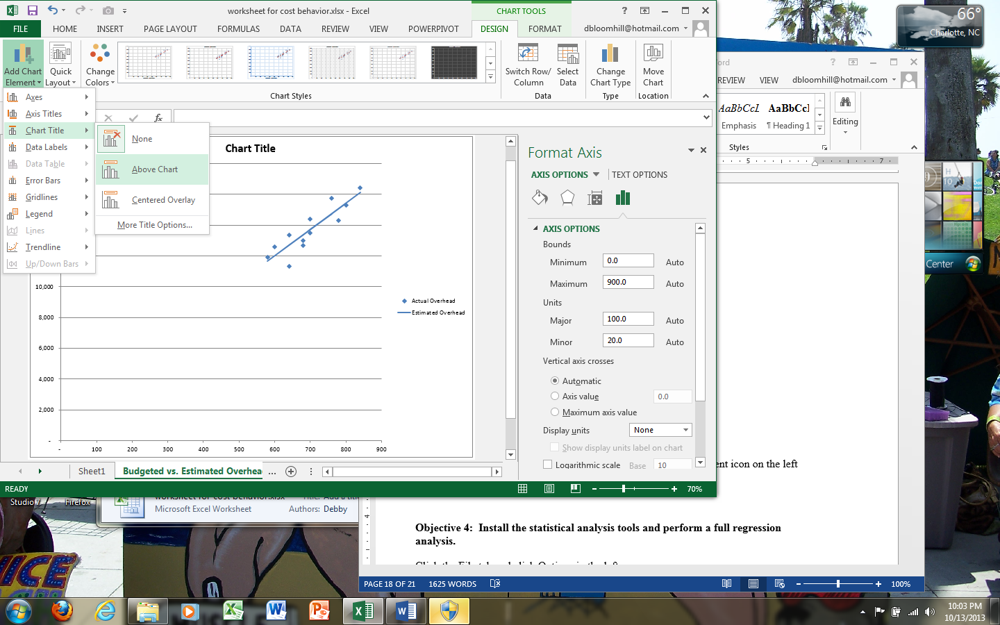 worksheet for cost behavior.xlsx - Excel
CHART TOOLS
?
FILE
HOME
INSERT
PAGE LAYOUT
FORMULAS
DATA
REVIEW
VIEW
POWERPIVOT
DESIGN
FORMAT
dbloomhill@hotmail.com
Add Chart
Element
Quick
Layout
Change
Colors
Chart Styles
Switch Row/
Column
Select
Data
Data
Change
Chart Type
Type
Move
Chart
Location
fx
Axes
Axis Titles
Chart Title
Data Labels
Data Table
Error Bars
Gridlines
Legend
Lines
Trendline
Up/Down Bars
None
Above Chart
Centered Overlay
More Title Options...
Chart Title
10,000
8,000
6,000
4,000
2,000
-
- 100 200 300 400 500 600 700 800 900
Actual Overhead
Estimated Overhead
Format Axis
AXIS OPTIONS
TEXT OPTIONS
AXIS OPTIONS
Bounds
Minimum 0.0 Auto
Maximum 900.0 Auto
Units
Major 100.0 Auto
Minor 20.0 Auto
Vertical axis crosses
Automatic
Axis value 0.0
Maximum axis value
Display units None
Show display units label on chart
Logarithmic scale Base 10
Sheet1
Budgeted vs. Estimated Overhea
...
READY
70%
66°
Charlotte, NC
ord
?
REVIEW
VIEW
dbloomhill@hotmail.com
AaBbCcI
AaBbCc
Emphasis
¶ Heading 1
Styles
Editing
5
7
Center
ent icon on the left
Objective 4: Install the statistical analysis tools and perform a full regression
analysis.
4
PAGE 18 OF 21
1625 WORDS
100%
Studio 7
Firefox
worksheet for cost behavior.xlsx
Title: Add a titl
Microsoft Excel Worksheet
Authors: Debby
NICE
10:03 PM
10/13/2013